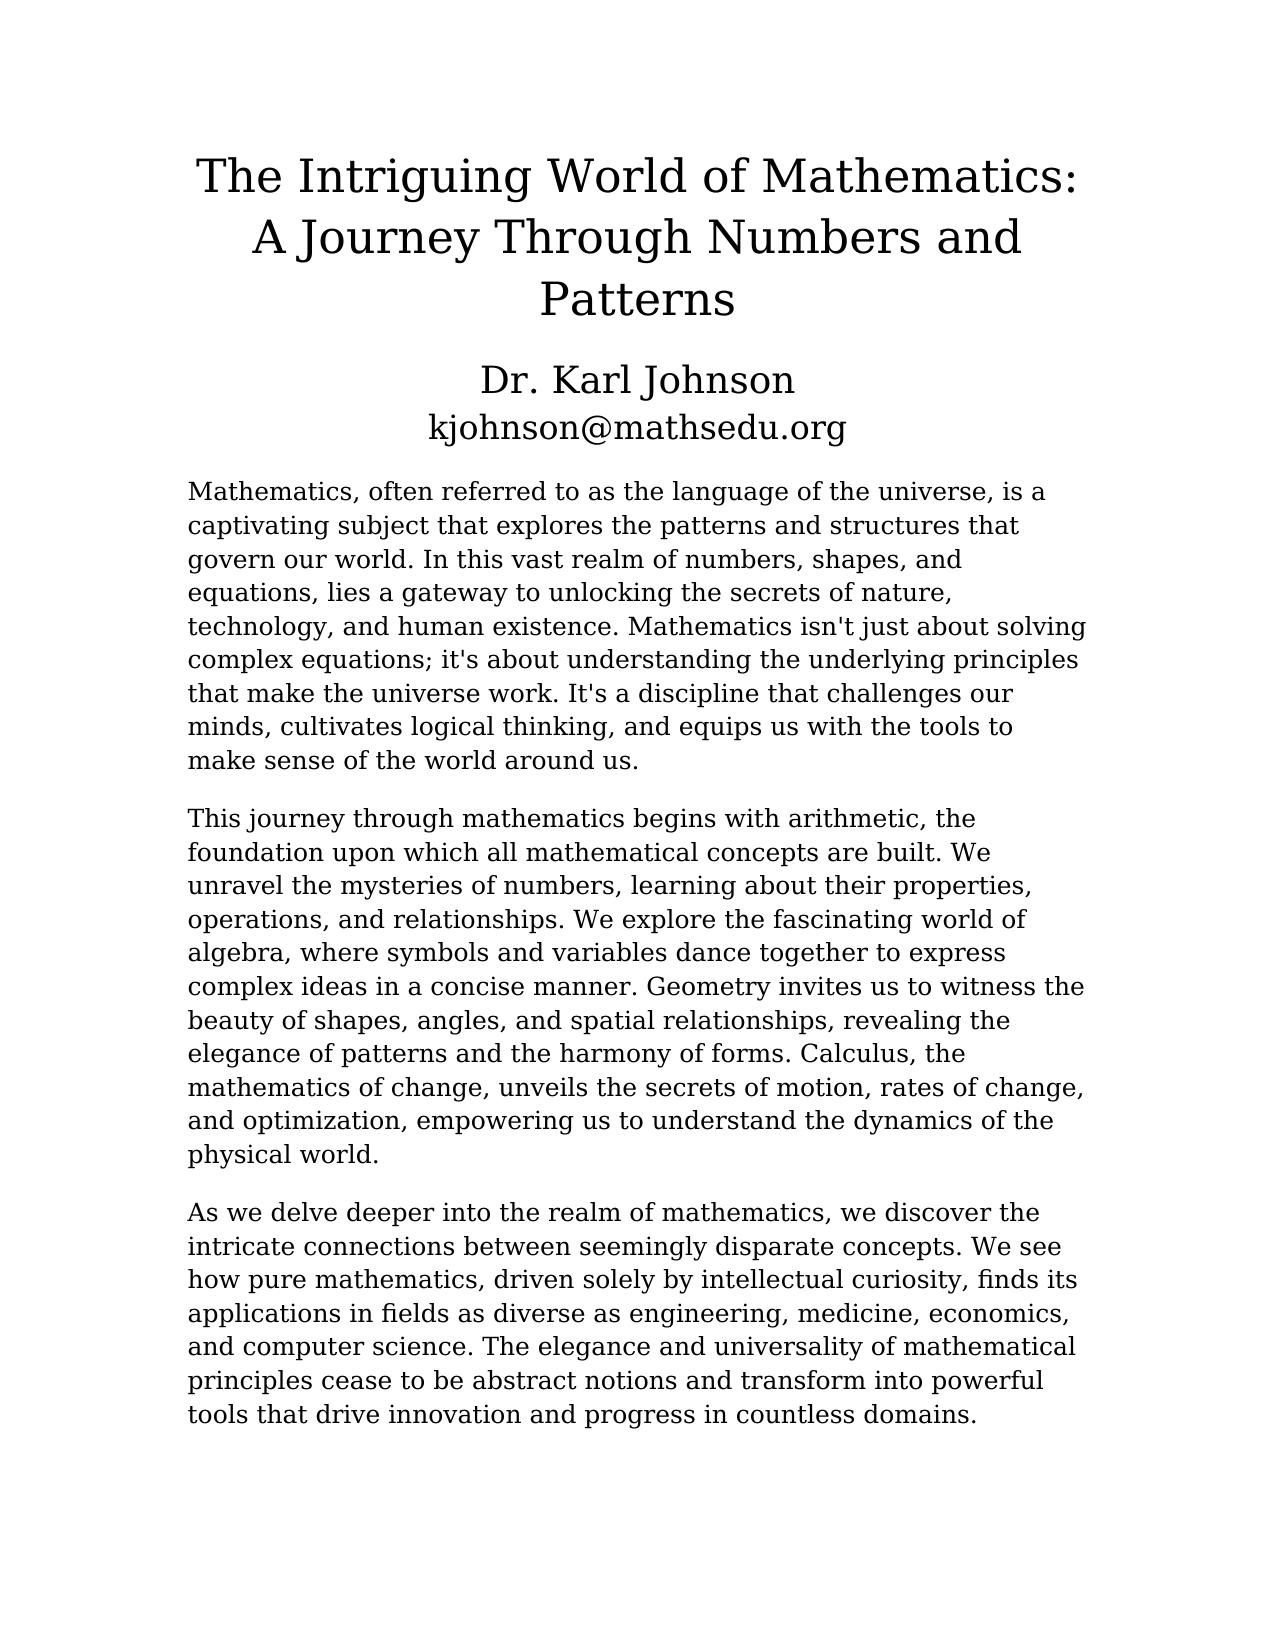 The Intriguing World of Mathematics:
A Journey Through Numbers and
Patterns
Dr. Karl Johnson
kjohnson@mathsedu.org
Mathematics, often referred to as the language of the universe, is a
captivating subject that explores the patterns and structures that
govern our world. In this vast realm of numbers, shapes, and
equations, lies a gateway to unlocking the secrets of nature,
technology, and human existence. Mathematics isn't just about solving
complex equations; it's about understanding the underlying principles
that make the universe work. It's a discipline that challenges our
minds, cultivates logical thinking, and equips us with the tools to
make sense of the world around us.
This journey through mathematics begins with arithmetic, the
foundation upon which all mathematical concepts are built. We
unravel the mysteries of numbers, learning about their properties,
operations, and relationships. We explore the fascinating world of
algebra, where symbols and variables dance together to express
complex ideas in a concise manner. Geometry invites us to witness the
beauty of shapes, angles, and spatial relationships, revealing the
elegance of patterns and the harmony of forms. Calculus, the
mathematics of change, unveils the secrets of motion, rates of change,
and optimization, empowering us to understand the dynamics of the
physical world.
As we delve deeper into the realm of mathematics, we discover the
intricate connections between seemingly disparate concepts. We see
how pure mathematics, driven solely by intellectual curiosity, finds its
applications in fields as diverse as engineering, medicine, economics,
and computer science. The elegance and universality of mathematical
principles cease to be abstract notions and transform into powerful
tools that drive innovation and progress in countless domains.